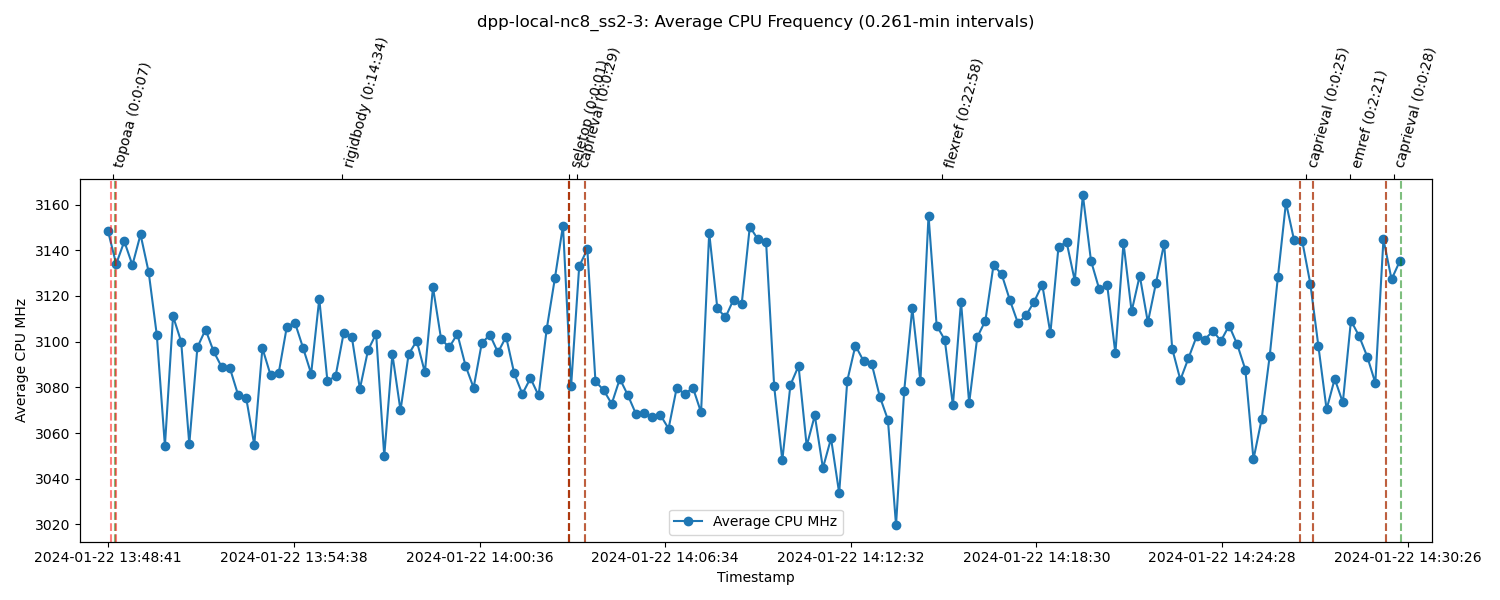 dpp-local-nc8_ss2-3: Average CPU Frequency (0.261-min intervals)
topoaa (0:0:07)
rigidbody (0:14:34)
seletop (0:0:01)
caprieval (0:0:29)
flexref (0:22:58)
caprieval (0:0:25)
emref (0:2:21)
caprieval (0:0:28)
Average CPU MHz
3160
3140
3120
3100
3080
3060
3040
3020
Average CPU MHz
2024-01-22 13:48:41
2024-01-22 13:54:38
2024-01-22 14:00:36
2024-01-22 14:06:34
2024-01-22 14:12:32
2024-01-22 14:18:30
2024-01-22 14:24:28
2024-01-22 14:30:26
Timestamp